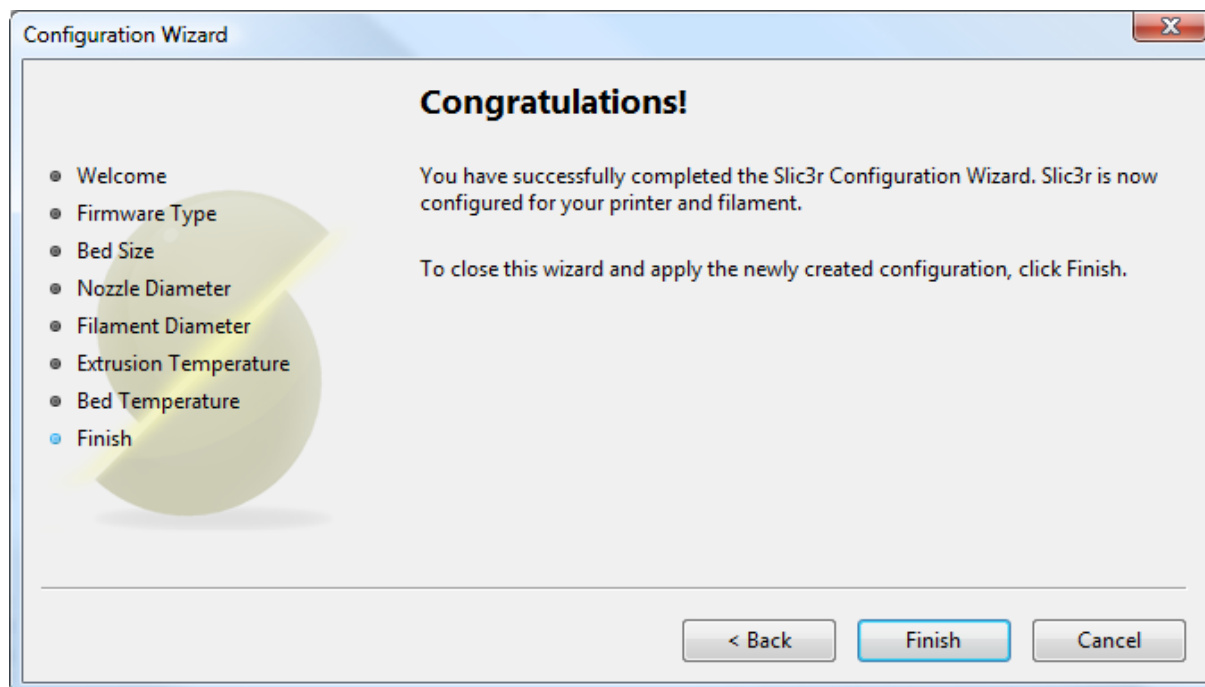 Configuration Wizard
Congratulations!
Welcome
Firmware Type
Bed Size
Nozzle Diameter
Filament Diameter
Extrusion Temperature
Bed Temperature
Finish
You have successfully completed the Slic3r Configuration Wizard. Slic3r is now
configured for your printer and filament.
To close this wizard and apply the newly created configuration, click Finish.
< Back
Finish
Cancel